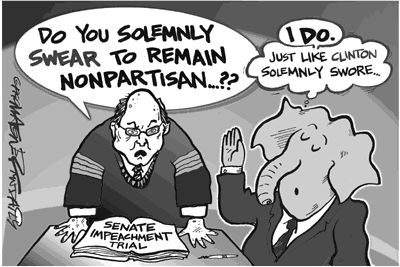 DO YOU SOLEMNLY
SWEAR TO REMAIN
NONPARTISAN...??
I DO.
JUST LIKE CLINTON
SOLEMNLY SWORE...
SENATE
IMPEACHMENT
TRIAL